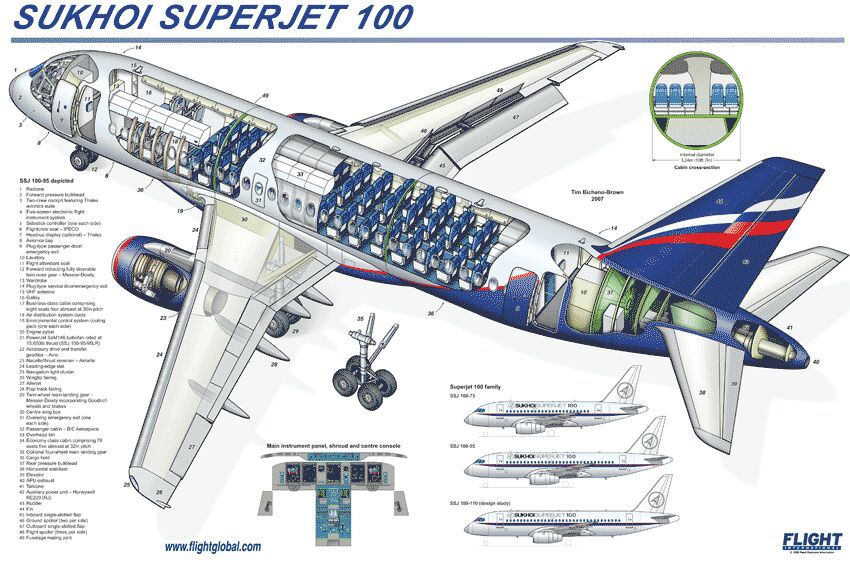 SUKHOI SUPERJET 100
Internal diameter
3.24m (10ft 7in)
Cabin cross-section
Tim Bicheno-Brown
2007
SSJ 100-95 depicted
1 Radome
2 Forward pressure bulkhead
3 Two-crew cockpit featuring Thales
avionics suite
4 Five-screen electronic flight
instrument system
5 Sidestick controller (one each side)
6 Flightcrew seat – IPECO
7 Head-up display (optional) – Thales
8 Avionics bay
9 Plug-type passenger door/
emergency exit
10 Lavatory
11 Flight attendant seat
12 Forward retracting fully steerable
twin nose gear – Messier-Dowty
13 Wardrobe
14 Plug-type service door/emergency exit
15 VHF antenna
16 Galley
17 Business-class cabin comprising
eight seats four abreast at 36in pitch
18 Air distribution system ducts
19 Environmental control system cooling
pack (one each side)
20 Engine pylon
21 PowerJet SaM146 turbofan rated at
15,650lb thrust (SSJ 100-95/95LR)
22 Accessory drive and transfer
gearbox – Avio
23 Nacelle/thrust reverser – Aircelle
24 Leading-edge slat
25 Navigation light cluster
26 Wingtip fairing
27 Aileron
28 Flap track fairing
29 Twin-wheel main landing gear –
Messier-Dowty incorporating Goodrich
wheels and brakes
30 Centre wing box
31 Overwing emergency exit (one
each side)
32 Passenger cabin – B/E Aerospace
33 Overhead bin
34 Economy-class cabin comprising 78
seats five abreast at 32in pitch
35 Optional four-wheel main landing gear
36 Cargo hold
37 Rear pressure bulkhead
38 Horizontal stabiliser
39 Elevator
40 APU exhaust
41 Tailcone
42 Auxiliary power unit – Honeywell
RE220 (RJ)
43 Rudder
44 Fin
45 Inboard single-slotted flap
46 Ground spoiler (two per side)
47 Outboard single-slotted flap
48 Flight spoiler (three per side)
49 Fuselage mating joint
Main instrument panel, shroud and centre console
www.flightglobal.com
Superjet 100 family
SSJ 100-75
SUKHOI SUPERJET 100
SSJ 100-95
SUKHOI SUPERJET 100
SSJ 100-110 (design study)
SUKHOI SUPERJET 100
FLIGHT
INTERNATIONAL